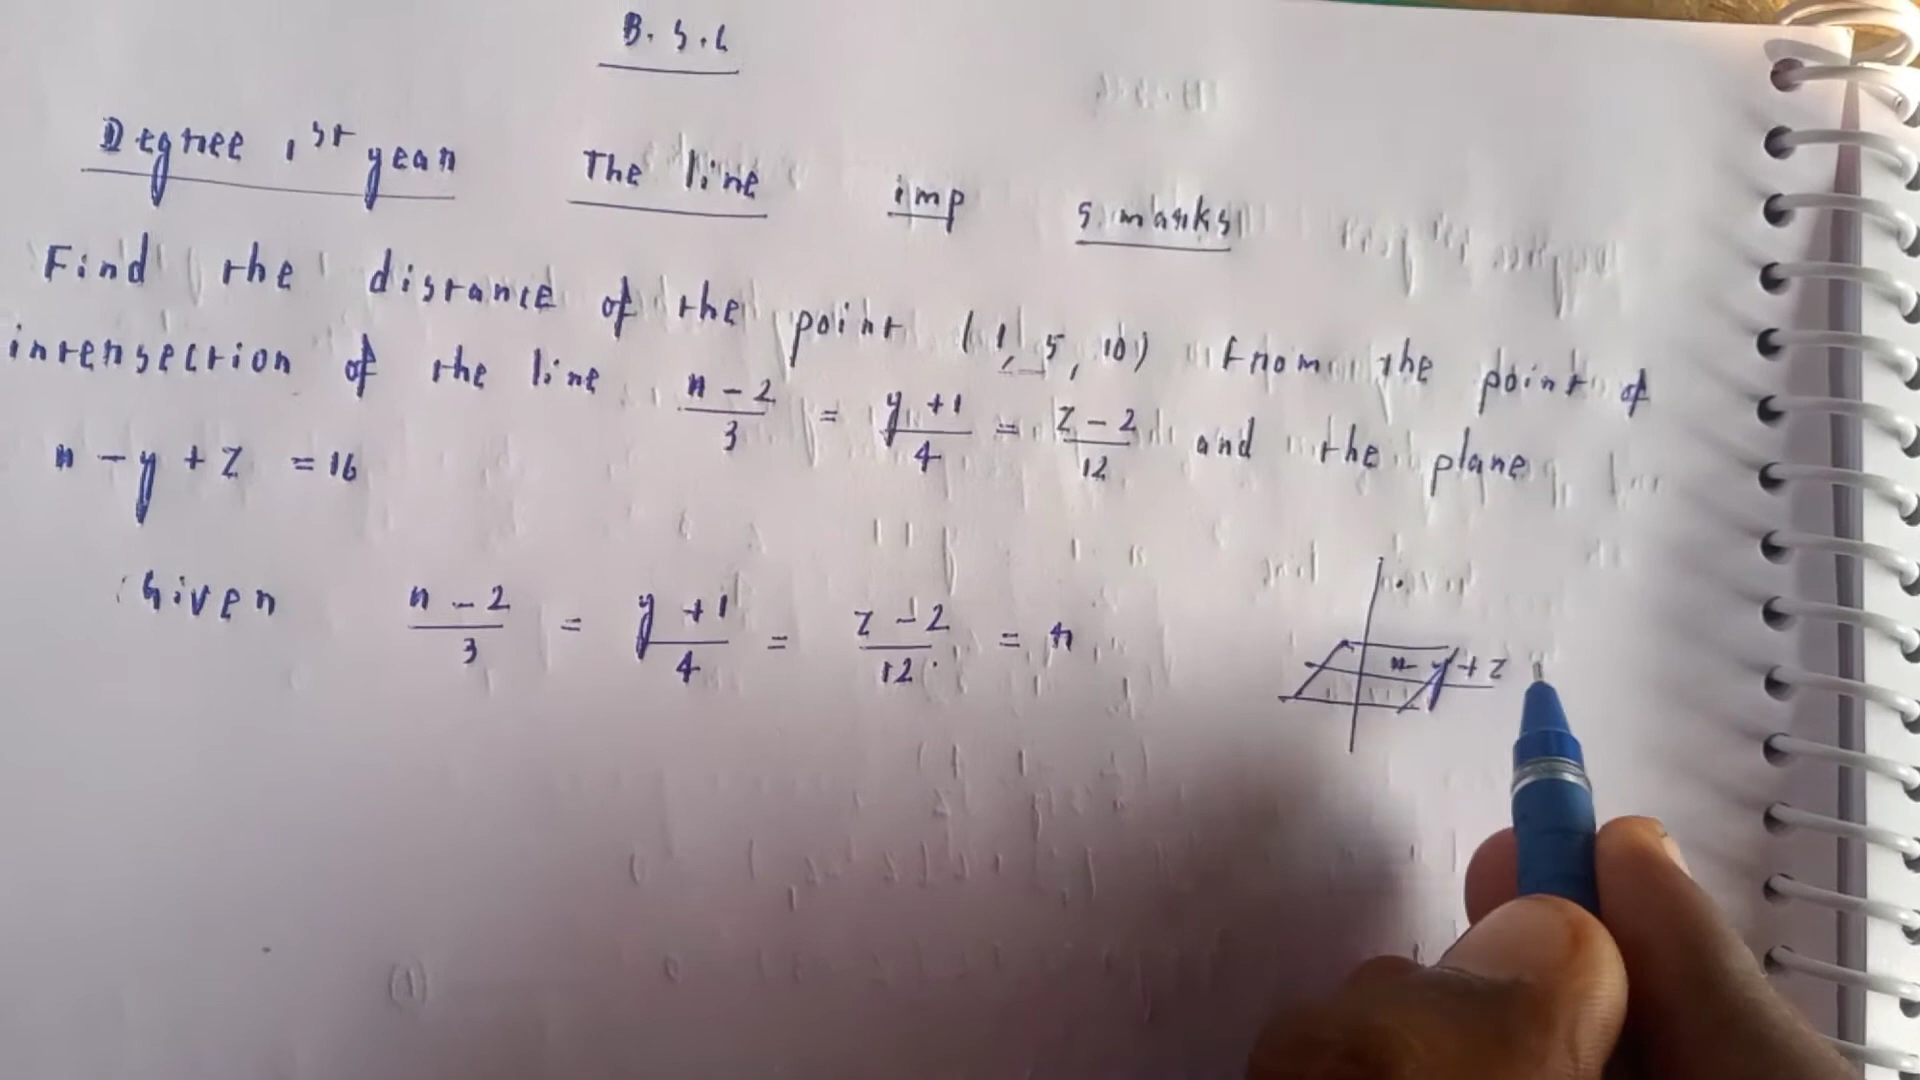 B.S.C
Degree 1st year The line imp 5 marks
Find the distance of the point (1, 5, 10) from the point of
intersection of the line x-2/3 = y+1/4 = z-2/12 and the plane
x-y+z =16
Given x-2/3 = y+1/4 = z-2/12 = r
x-y+z